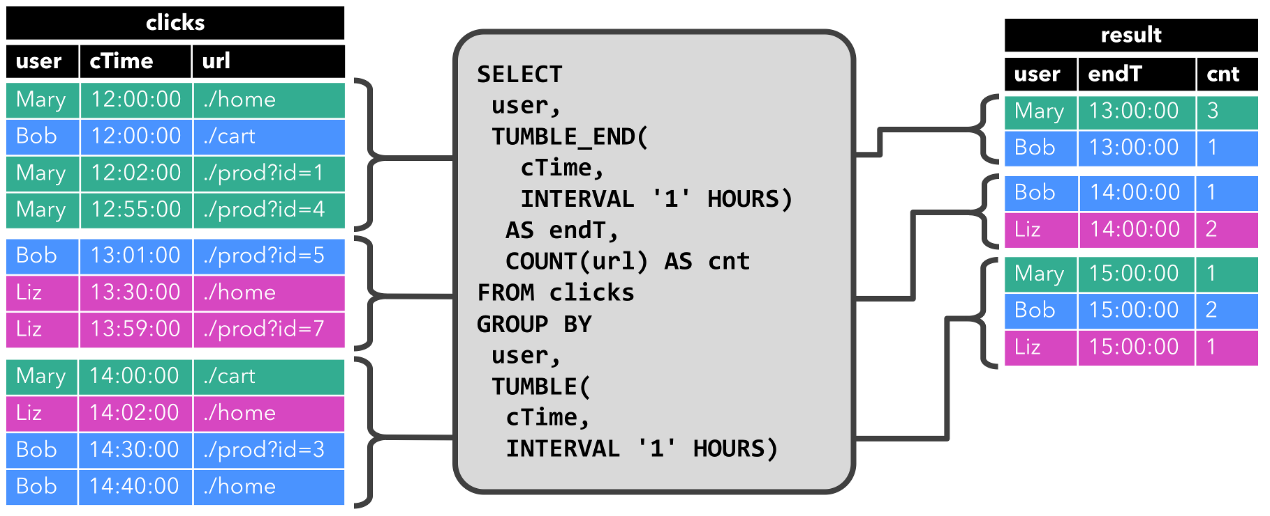 clicks
user cTime url
Mary 12:00:00 ./home
Bob 12:00:00 ./cart
Mary 12:02:00 ./prod?id=1
Mary 12:55:00 ./prod?id=4
Bob 13:01:00 ./prod?id=5
Liz 13:30:00 ./home
Liz 13:59:00 ./prod?id=7
Mary 14:00:00 ./cart
Liz 14:02:00 ./home
Bob 14:30:00 ./prod?id=3
Bob 14:40:00 ./home
SELECT
user,
TUMBLE_END(
cTime,
INTERVAL '1' HOURS)
AS endT,
COUNT(url) AS cnt
FROM clicks
GROUP BY
user,
TUMBLE(
cTime,
INTERVAL '1' HOURS)
result
user endT cnt
Mary 13:00:00 3
Bob 13:00:00 1
Bob 14:00:00 1
Liz 14:00:00 2
Mary 15:00:00 1
Bob 15:00:00 2
Liz 15:00:00 1